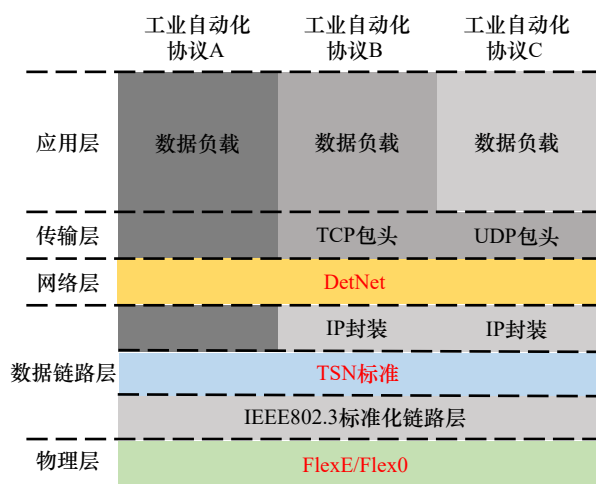 工业自动化 工业自动化 工业自动化
协议A 协议B 协议C
应用层 数据负载 数据负载 数据负载
传输层 TCP包头 UDP包头
网络层 DetNet
IP封装 IP封装
数据链路层 TSN标准
IEEE802.3标准化链路层
物理层 FlexE/Flex0